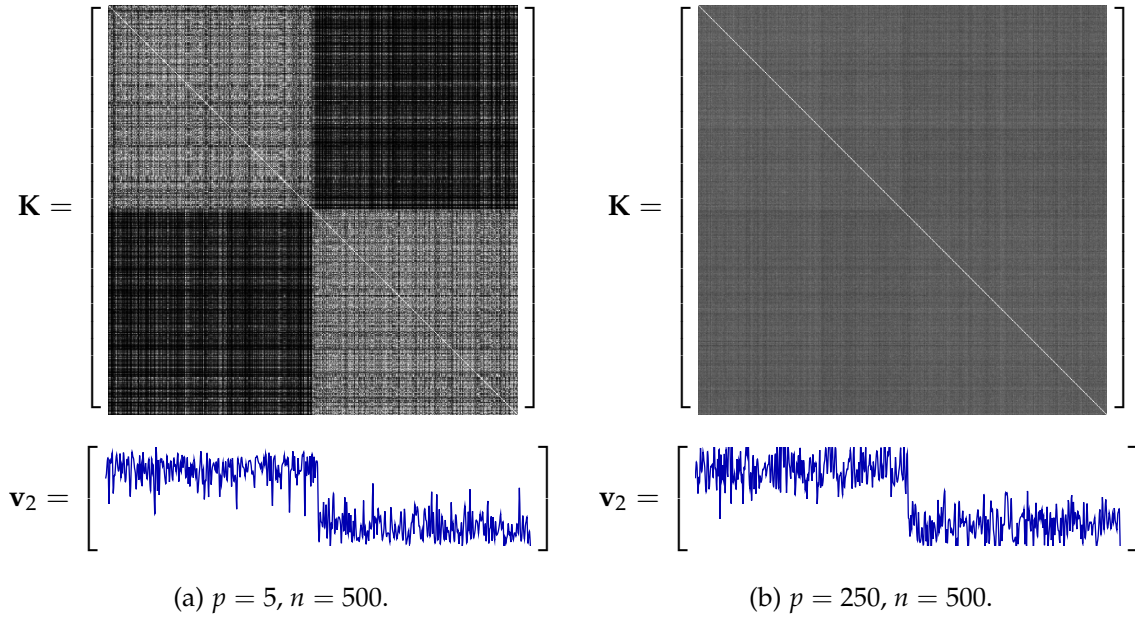 K = K =
v₂ = v₂ =
(a) p = 5, n = 500. (b) p = 250, n = 500.